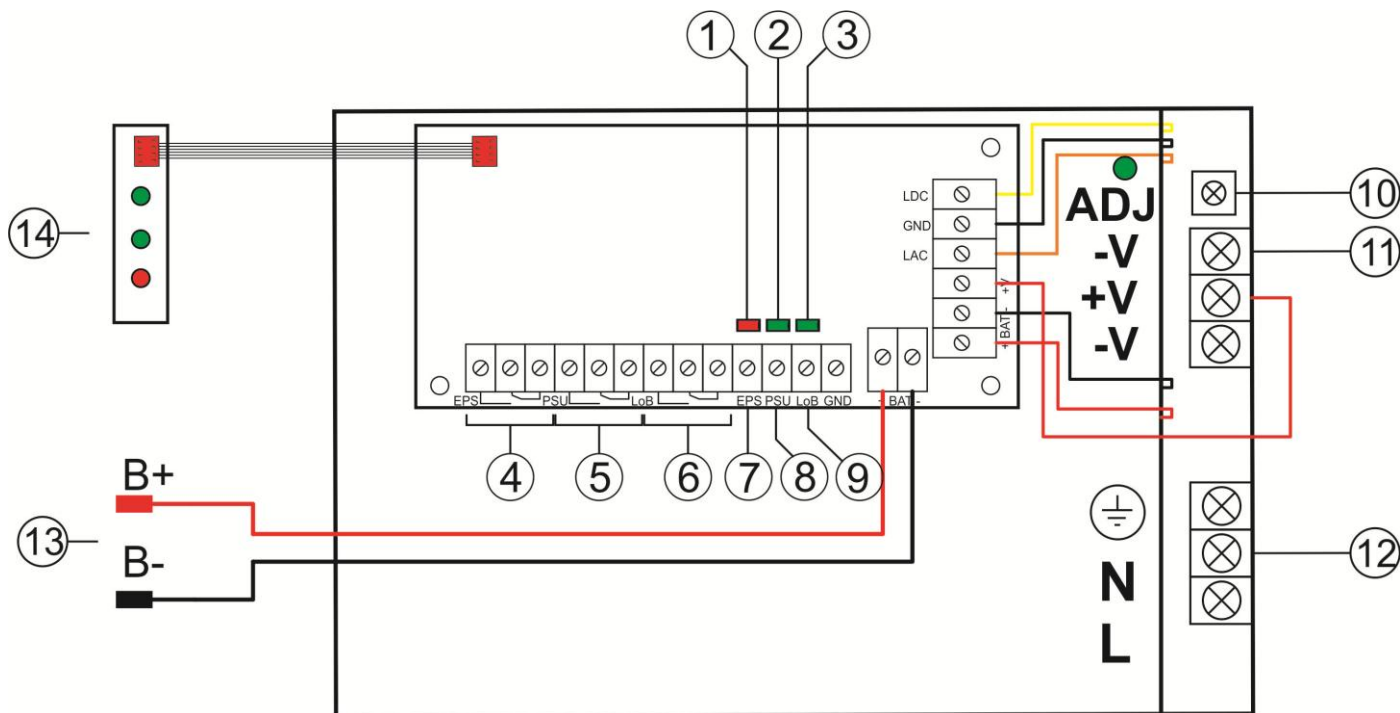 1 2 3
LDC
GND
LAC
+V
BAT -
+
ADJ
-V
+V
-V
10
11
14
EPS PSU LoB EPS PSU LoB GND + BAT -
4 5 6 7 8 9
B+
13
B-
N
L
12